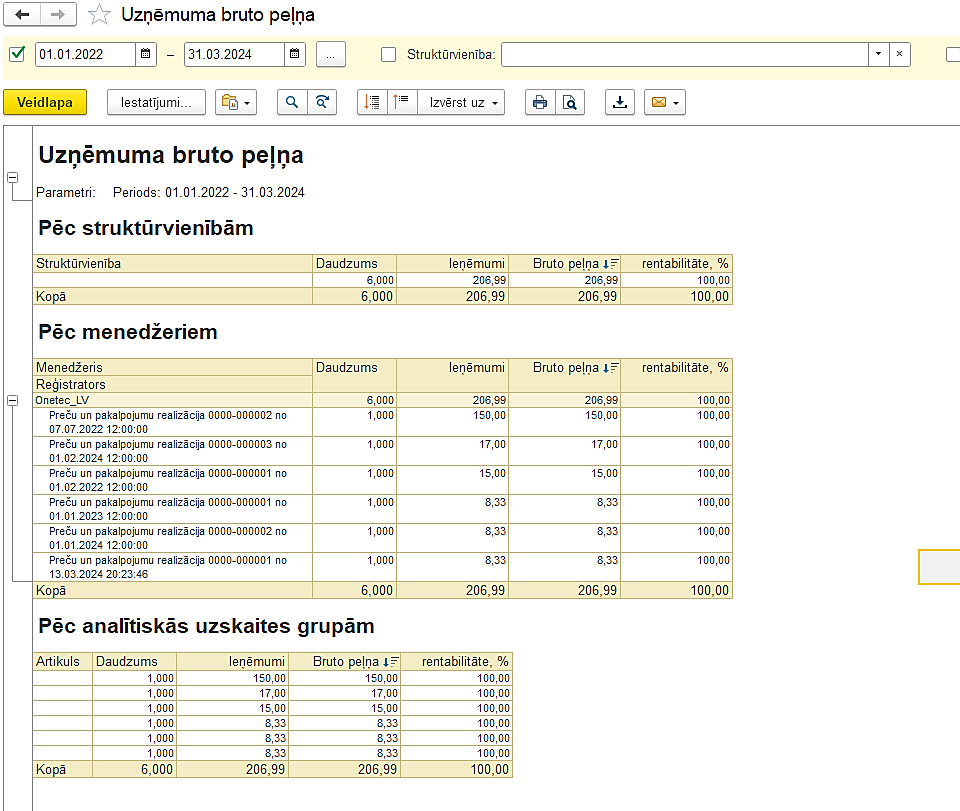 Uzņēmuma bruto peļņa
01.01.2022 – 31.03.2024 ... Struktūrvienība: ×
Veidlapa Iestatījumi... Izvērst uz
Uzņēmuma bruto peļņa
Parametri: Periods: 01.01.2022 - 31.03.2024
Pēc struktūrvienībām
Struktūrvienība Daudzums Ieņēmumi Bruto peļņa rentabilitāte, %
6,000 206,99 206,99 100,00
Kopā 6,000 206,99 206,99 100,00
Pēc menedžeriem
Menedžeris Daudzums Ieņēmumi Bruto peļņa rentabilitāte, %
Reģistrators
Onetec_LV 6,000 206,99 206,99 100,00
Preču un pakalpojumu realizācija 0000-000002 no 1,000 150,00 150,00 100,00
07.07.2022 12:00:00
Preču un pakalpojumu realizācija 0000-000003 no 1,000 17,00 17,00 100,00
01.02.2024 12:00:00
Preču un pakalpojumu realizācija 0000-000001 no 1,000 15,00 15,00 100,00
01.02.2022 12:00:00
Preču un pakalpojumu realizācija 0000-000001 no 1,000 8,33 8,33 100,00
01.01.2023 12:00:00
Preču un pakalpojumu realizācija 0000-000002 no 1,000 8,33 8,33 100,00
01.01.2024 12:00:00
Preču un pakalpojumu realizācija 0000-000001 no 1,000 8,33 8,33 100,00
13.03.2024 20:23:46
Kopā 6,000 206,99 206,99 100,00
Pēc analītiskās uzskaites grupām
Artikuls Daudzums Ieņēmumi Bruto peļņa rentabilitāte, %
1,000 150,00 150,00 100,00
1,000 17,00 17,00 100,00
1,000 15,00 15,00 100,00
1,000 8,33 8,33 100,00
1,000 8,33 8,33 100,00
1,000 8,33 8,33 100,00
Kopā 6,000 206,99 206,99 100,00